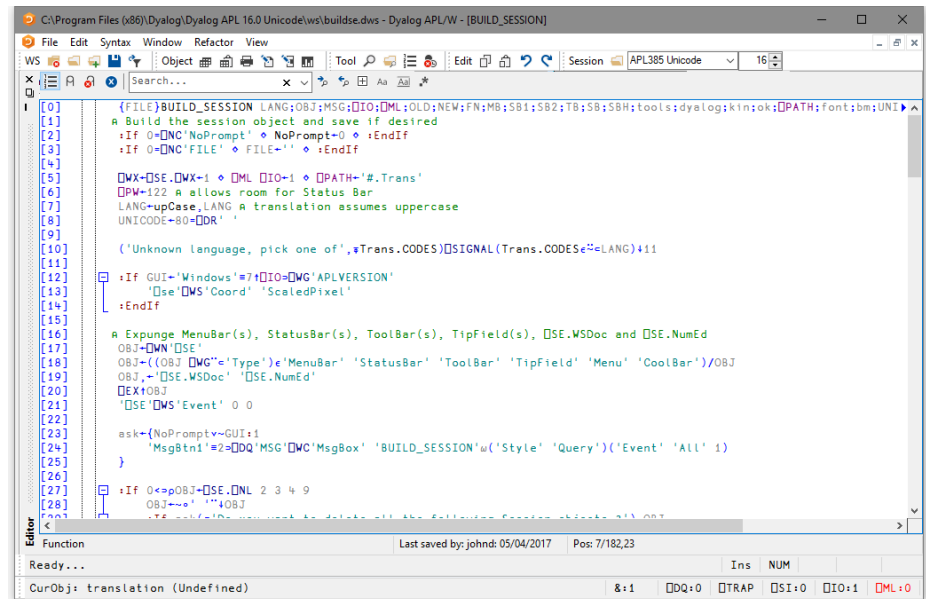 C:\Program Files (x86)\Dyalog\Dyalog APL 16.0 Unicode\ws\buildse.dws - Dyalog APL/W - [BUILD_SESSION]
File Edit Syntax Window Refactor View
WS Object Tool Edit Session APL385 Unicode 16
Search...
[0] {FILE}BUILD_SESSION LANG;OBJ;MSG;⎕IO;⎕ML;OLD;NEW;FN;MB;SB1;SB2;TB;SB;SBH;tools;dyalog;kin;ok;⎕PATH;font;bm;UNI
[1] ⍝ Build the session object and save if desired
[2] :If 0=⎕NC'NoPrompt' ⋄ NoPrompt←0 ⋄ :EndIf
[3] :If 0=⎕NC'FILE' ⋄ FILE←'' ⋄ :EndIf
[4]
[5] ⎕WX←⎕SE.⎕WX←1 ⋄ ⎕ML ⎕IO←1 ⋄ ⎕PATH←'#.Trans'
[6] ⎕PW←122 ⍝ allows room for Status Bar
[7] LANG←upCase,LANG ⍝ translation assumes uppercase
[8] UNICODE←80=⎕DR' '
[9]
[10] ('Unknown language, pick one of',⍕Trans.CODES)⎕SIGNAL(Trans.CODES∊⍨⊂LANG)↓11
[11]
[12] :If GUI←'Windows'≡7↑⎕IO⊃⎕WG'APLVERSION'
[13] '⎕se'⎕WS'Coord' 'ScaledPixel'
[14] :EndIf
[15]
[16] ⍝ Expunge MenuBar(s), StatusBar(s), ToolBar(s), TipField(s), ⎕SE.WSDoc and ⎕SE.NumEd
[17] OBJ←⎕WN'⎕SE'
[18] OBJ←((OBJ ⎕WG¨⊂'Type')∊'MenuBar' 'StatusBar' 'ToolBar' 'TipField' 'Menu' 'CoolBar')/OBJ
[19] OBJ,←'⎕SE.WSDoc' '⎕SE.NumEd'
[20] ⎕EX↑OBJ
[21] '⎕SE'⎕WS'Event' 0 0
[22]
[23] ask←{NoPrompt∨~GUI:1
[24] 'MsgBtn1'≡2⊃⎕DQ'MSG'⎕WC'MsgBox' 'BUILD_SESSION'⍵('Style' 'Query')('Event' 'All' 1)
[25] }
[26]
[27] :If 0<⊃⍴OBJ←⎕SE.⎕NL 2 3 4 9
[28] OBJ←~∘' '¨↓OBJ
Editor
Function Last saved by: johnd: 05/04/2017 Pos: 7/182,23
Ready... Ins NUM
CurObj: translation (Undefined) &:1 ⎕DQ:0 ⎕TRAP ⎕SI:0 ⎕IO:1 ⎕ML:0